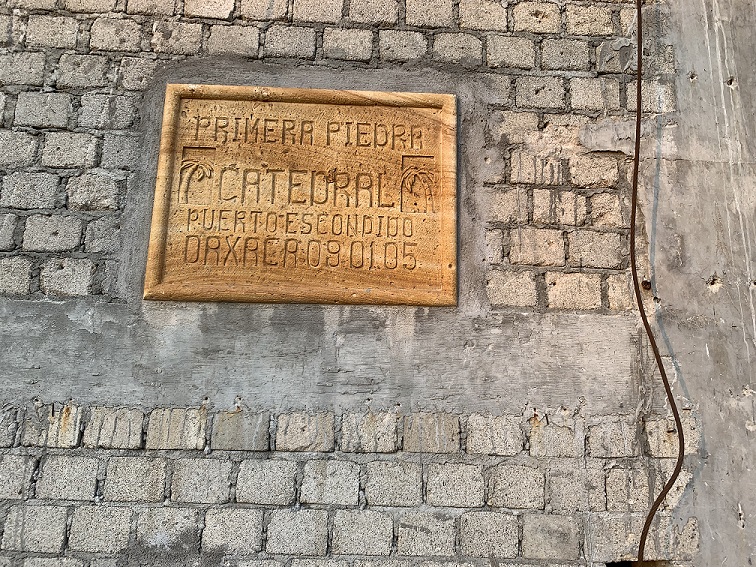 PRIMERA PIEDRA
CATEDRAL
PUERTO ESCONDIDO
OAXACA 09.01.05.